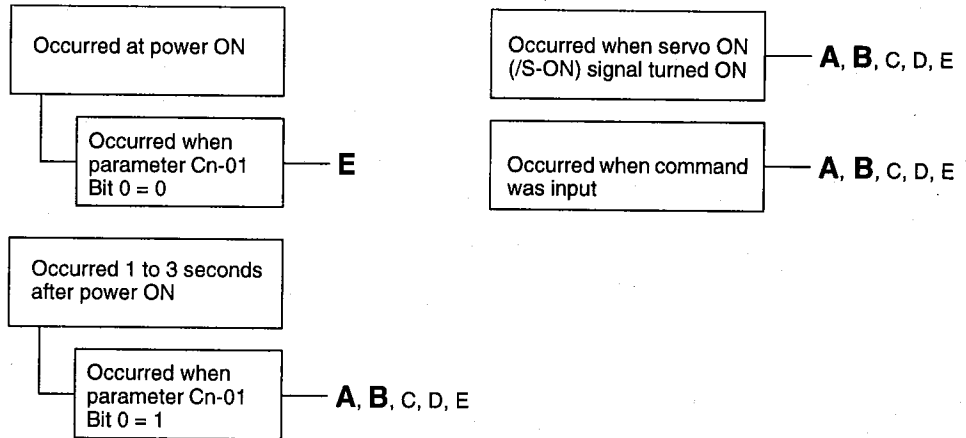 Occurred at power ON
Occurred when
parameter Cn-01
Bit 0 = 0
E
Occurred 1 to 3 seconds
after power ON
Occurred when
parameter Cn-01
Bit 0 = 1
A, B, C, D, E
Occurred when servo ON
(/S-ON) signal turned ON
A, B, C, D, E
Occurred when command
was input
A, B, C, D, E